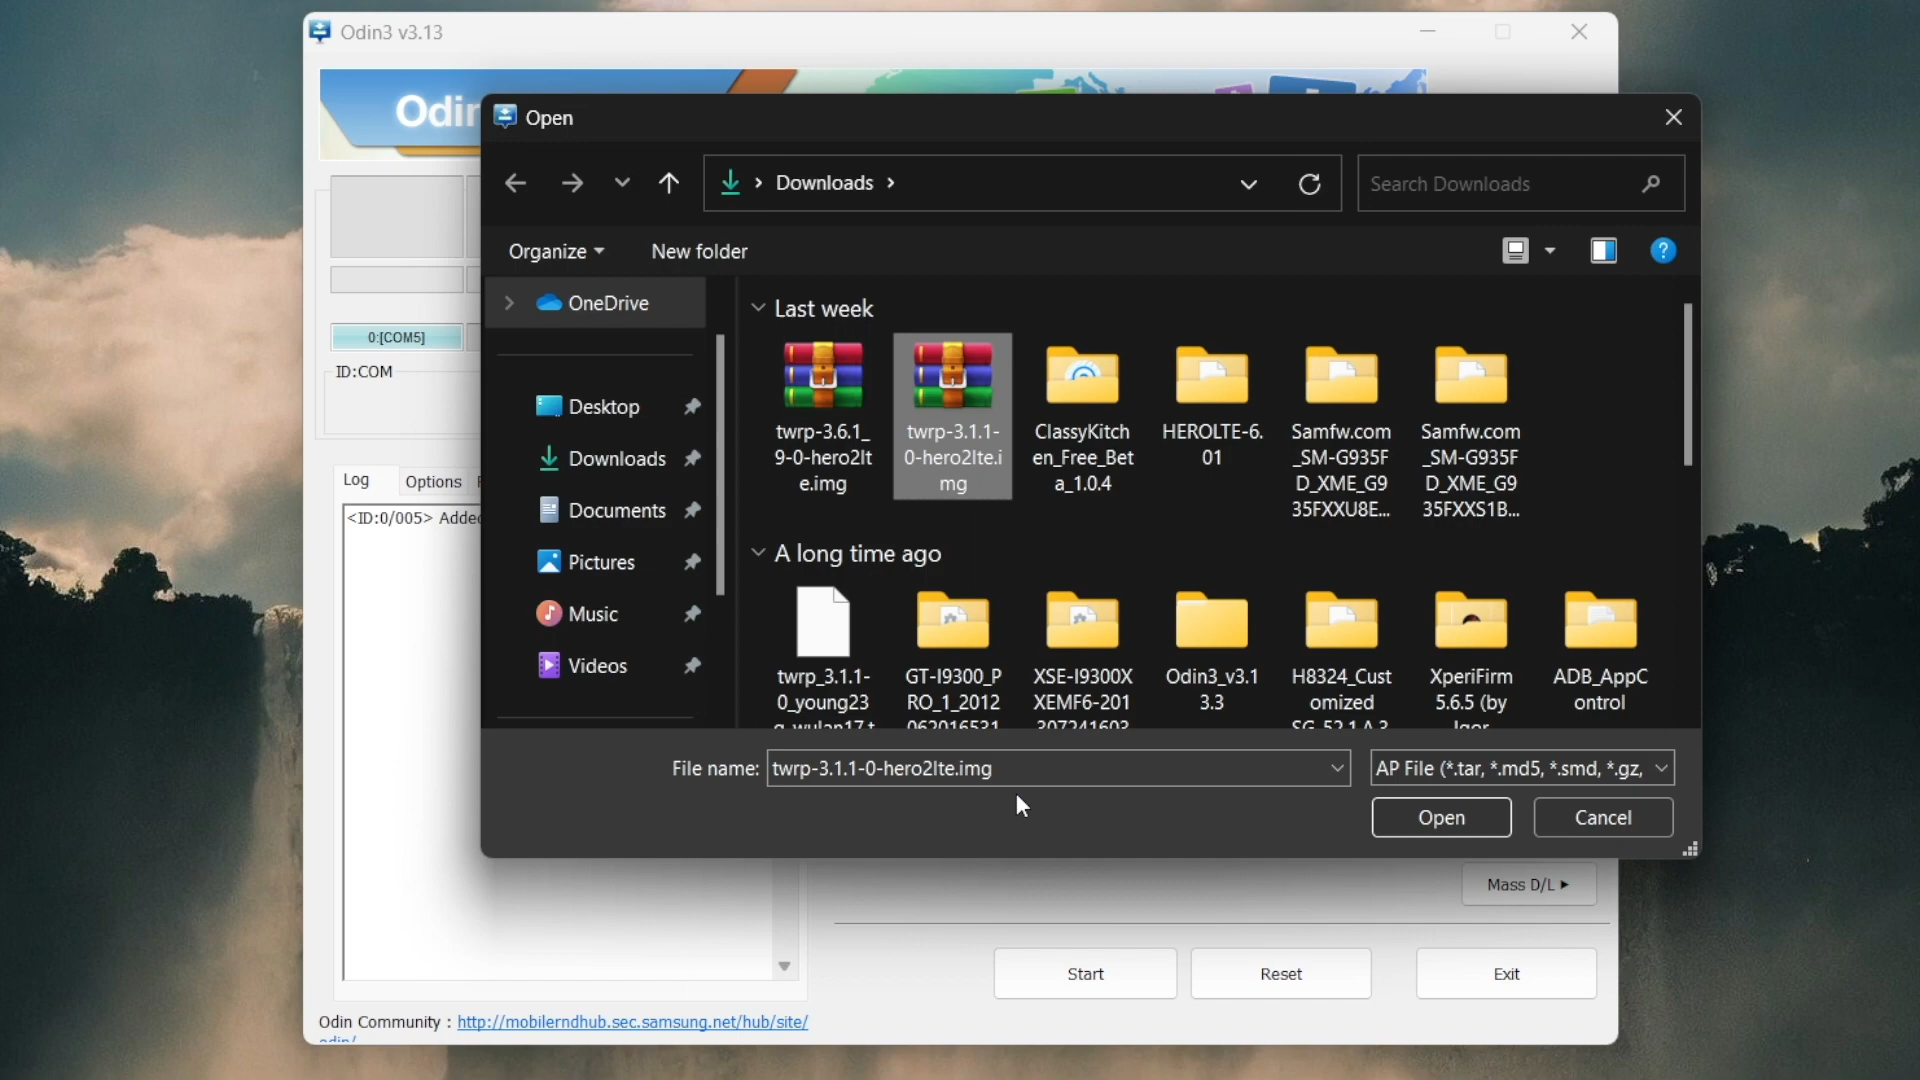 Odin3 v3.13
Odin
Open
Downloads
Search Downloads
Organize
New folder
OneDrive
Desktop
Downloads
Documents
Pictures
Music
Videos
Last week
twrp-3.6.1_
9-0-hero2lt
e.img
twrp-3.1.1-
0-hero2lte.i
mg
ClassyKitch
en_Free_Bet
a_1.0.4
HEROLTE-6.
01
Samfw.com
_SM-G935F
D_XME_G9
35FXXU8E...
Samfw.com
_SM-G935F
D_XME_G9
35FXXS1B...
A long time ago
twrp_3.1.1-
0_young23
GT-I9300_P
RO_1_2012
062016531
XSE-I9300X
XEMF6-201
307241603
Odin3_v3.1
3.3
H8324_Cust
omized
XperiFirm
5.6.5 (by
ADB_AppC
ontrol
File name:
twrp-3.1.1-0-hero2lte.img
AP File (*.tar, *.md5, *.smd, *.gz,
Open
Cancel
0:[COM5]
ID:COM
Log
Options
<ID:0/005> Added
Mass D/L
Start
Reset
Exit
Odin Community : http://mobilerndhub.sec.samsung.net/hub/site/
odin/